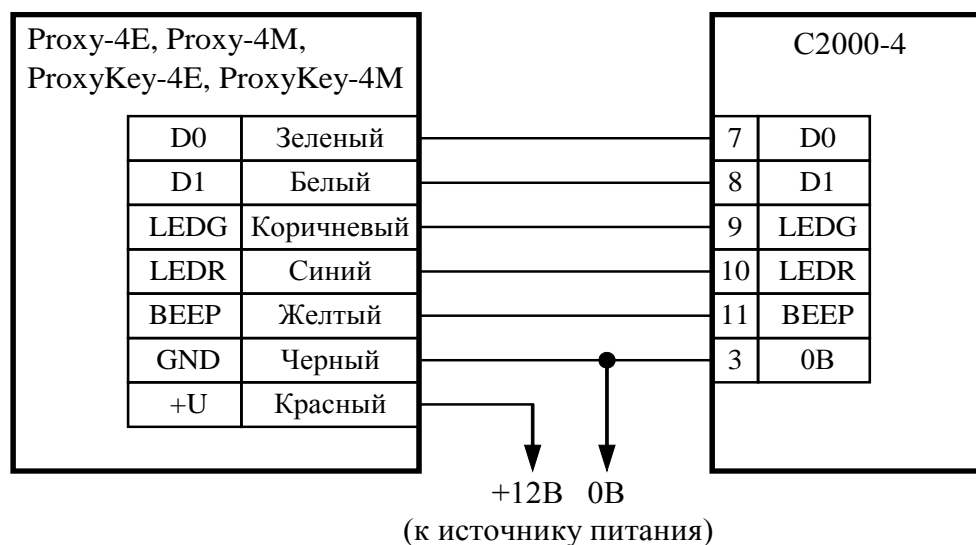 Proxy-4E, Proxy-4M,
ProxyKey-4E, ProxyKey-4M
C2000-4
D0 Зеленый 7 D0
D1 Белый 8 D1
LEDG Коричневый 9 LEDG
LEDR Синий 10 LEDR
BEEP Желтый 11 BEEP
GND Черный 3 0В
+U Красный
+12В 0В
(к источнику питания)